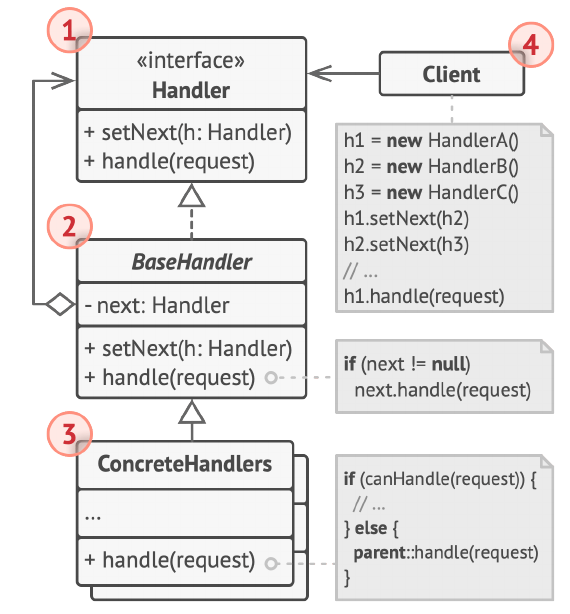 1
«interface»
Handler
+ setNext(h: Handler)
+ handle(request)
4
Client
h1 = new HandlerA()
h2 = new HandlerB()
h3 = new HandlerC()
h1.setNext(h2)
h2.setNext(h3)
// ...
h1.handle(request)
2
BaseHandler
- next: Handler
+ setNext(h: Handler)
+ handle(request)
if (next != null)
next.handle(request)
3
ConcreteHandlers
...
+ handle(request)
if (canHandle(request)) {
// ...
} else {
parent::handle(request)
}